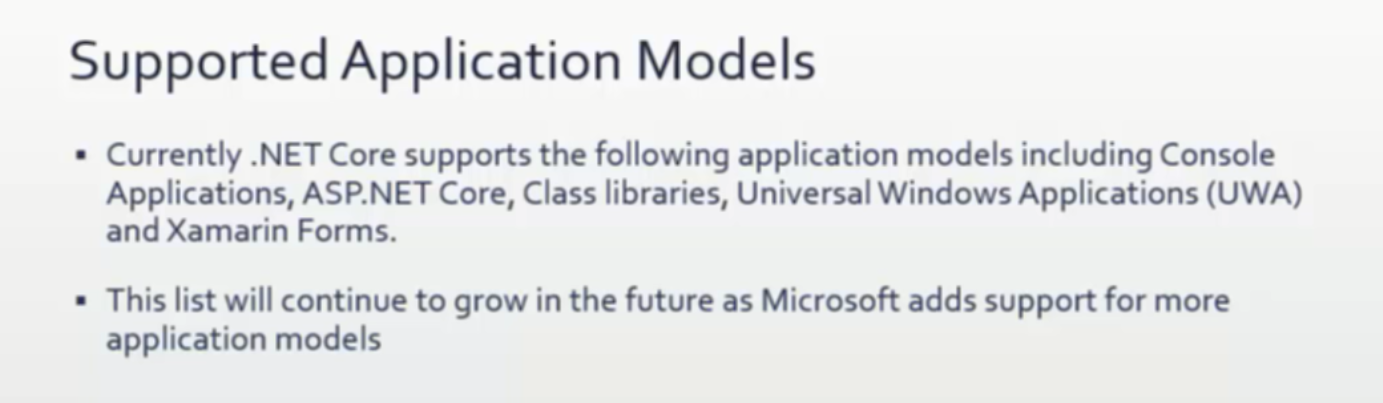 Supported Application Models
▪ Currently .NET Core supports the following application models including Console
Applications, ASP.NET Core, Class libraries, Universal Windows Applications (UWA)
and Xamarin Forms.
▪ This list will continue to grow in the future as Microsoft adds support for more
application models